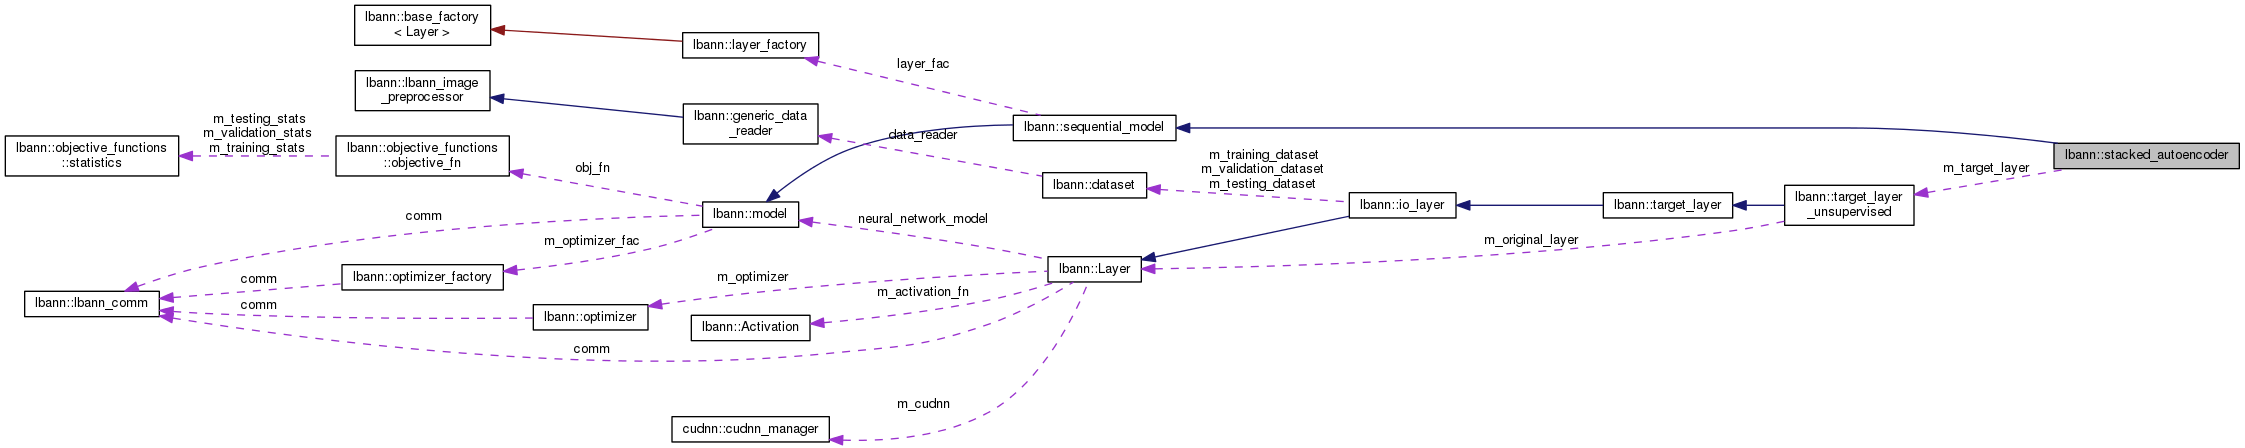 lbann::base_factory
< Layer >
lbann::layer_factory
layer_fac
lbann::lbann_image
_preprocessor
lbann::generic_data
_reader
data_reader
lbann::sequential_model
m_testing_stats
m_validation_stats
m_training_stats
lbann::objective_functions
::statistics
lbann::objective_functions
::objective_fn
obj_fn
lbann::dataset
m_training_dataset
m_validation_dataset
m_testing_dataset
lbann::stacked_autoencoder
m_target_layer
lbann::target_layer
_unsupervised
lbann::target_layer
lbann::io_layer
lbann::model
comm
neural_network_model
m_original_layer
m_optimizer_fac
lbann::Layer
lbann::optimizer_factory
comm
m_optimizer
m_activation_fn
lbann::lbann_comm
comm
lbann::optimizer
lbann::Activation
comm
m_cudnn
cudnn::cudnn_manager